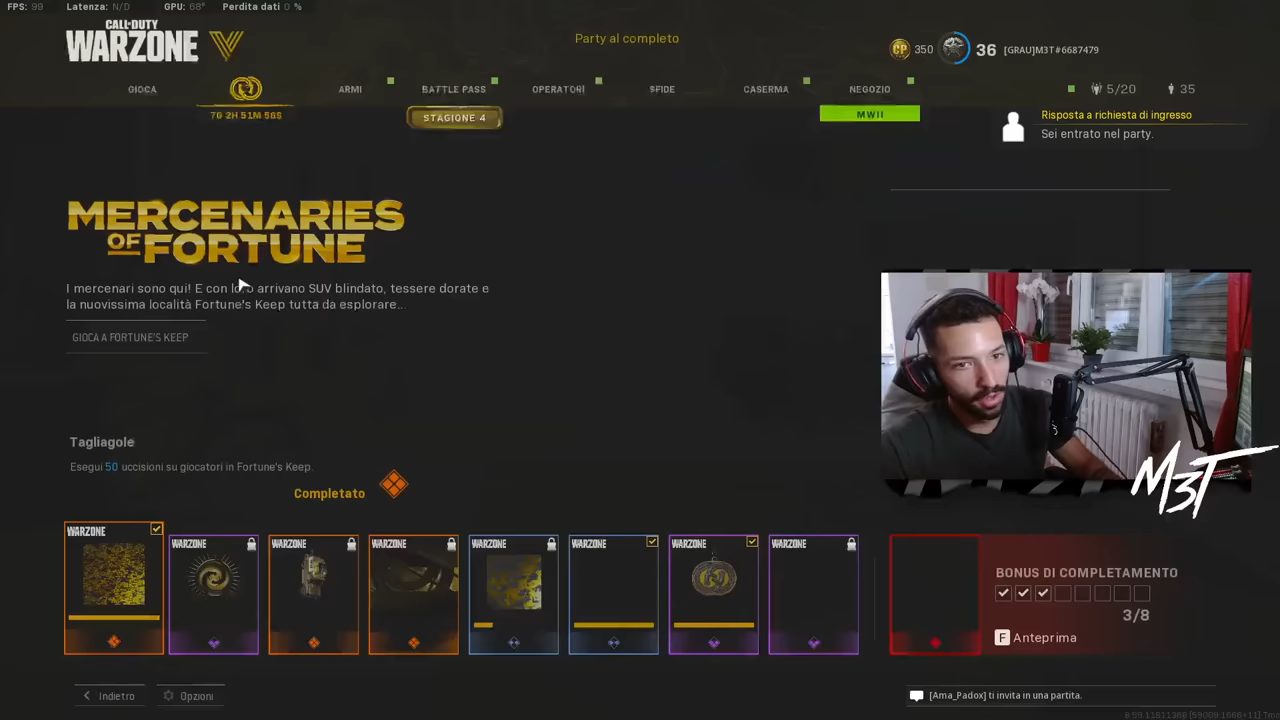 FPS: 99 Latenza: N/D GPU: 68° Perdita dati 0 %
CALL·DUTY
WARZONE
Party al completo
CP 350 36 [GRAU]M3T#6687479
GIOCA ARMI BATTLE PASS OPERATORI SFIDE CASERMA NEGOZIO 5/20 35
7G 2H 51M 56S
STAGIONE 4
MWII
Risposta a richiesta di ingresso
Sei entrato nel party.
MERCENARIES
OF FORTUNE
I mercenari sono qui! E con loro arrivano SUV blindato, tessere dorate e
la nuovissima località Fortune's Keep tutta da esplorare..
GIOCA A FORTUNE'S KEEP
Tagliagole
Esegui 50 uccisioni su giocatori in Fortune's Keep.
Completato
M3T
WARZONE WARZONE WARZONE WARZONE WARZONE WARZONE WARZONE WARZONE
BONUS DI COMPLETAMENTO
3/8
F Anteprima
Indietro Opzioni
[Ama_Padox] ti invita in una partita.